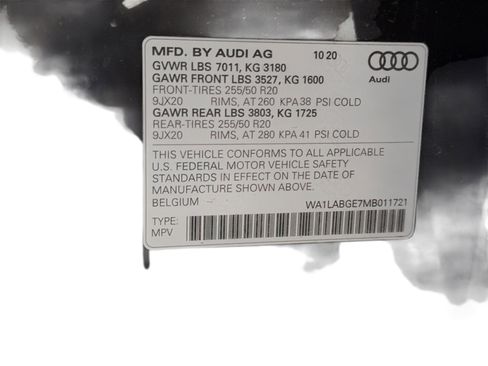 MFD. BY AUDI AG 10 20
GVWR LBS 7011, KG 3180
GAWR FRONT LBS 3527, KG 1600
FRONT-TIRES 255/50 R20
9JX20 RIMS, AT 260 KPA 38 PSI COLD
GAWR REAR LBS 3803, KG 1725
REAR-TIRES 255/50 R20
9JX20 RIMS, AT 280 KPA 41 PSI COLD
Audi
THIS VEHICLE CONFORMS TO ALL APPLICABLE
U.S. FEDERAL MOTOR VEHICLE SAFETY
STANDARDS IN EFFECT ON THE DATE OF
MANUFACTURE SHOWN ABOVE.
BELGIUM WA1LABGE7MB011721
TYPE:
MPV